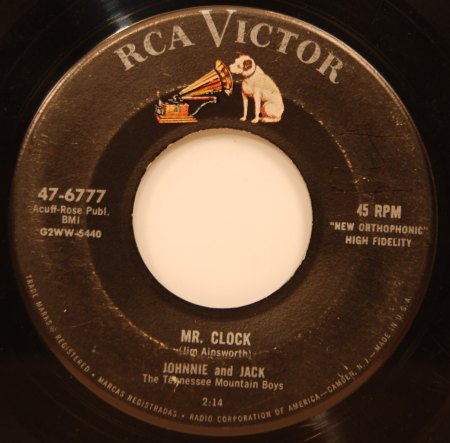 RCA VICTOR
47-6777
Acuff-Rose Publ.
BMI
G2WW-5440
45 RPM
"NEW ORTHOPHONIC"
HIGH FIDELITY
MR. CLOCK
(Jim Ainsworth)
JOHNNIE and JACK
The Tennessee Mountain Boys
2:14
TRADE MARKS ® REGISTERED • MARCAS REGISTRADAS • RADIO CORPORATION OF AMERICA—CAMDEN, N.J.—MADE IN U.S.A.